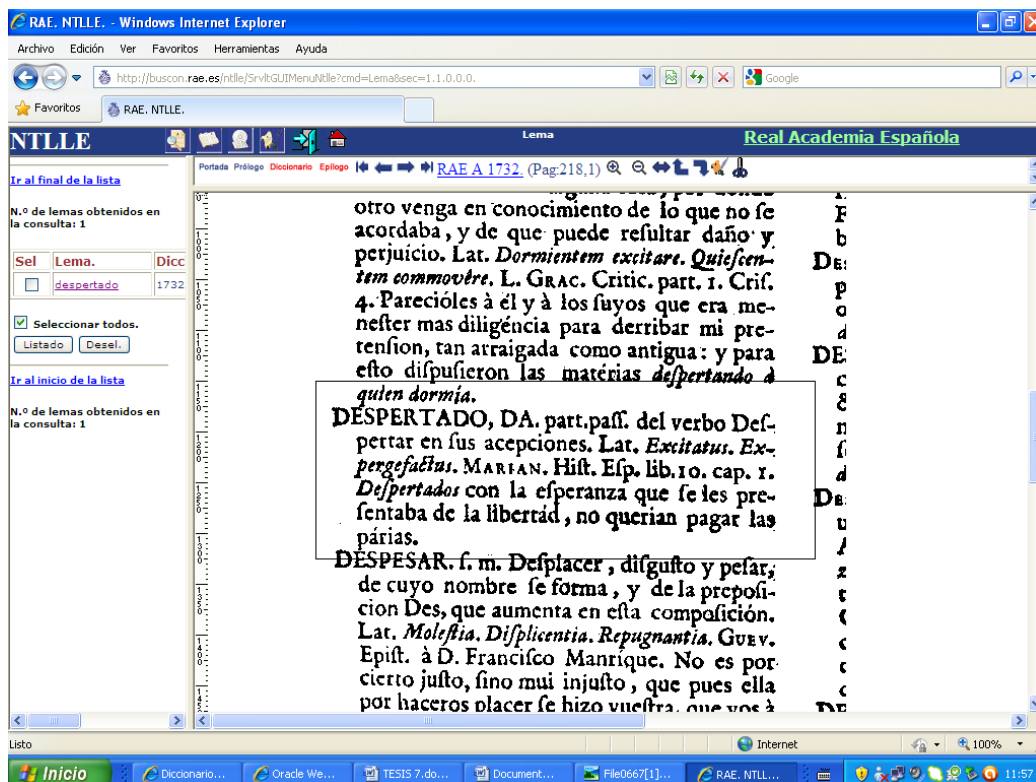 RAE. NTLLE. - Windows Internet Explorer
Archivo Edición Ver Favoritos Herramientas Ayuda
http://buscon.rae.es/ntlle/SrvltGUIMenuNtlle?cmd=Lema&sec=1.1.0.0.0.
Google
Favoritos RAE. NTLLE.
NTLLE
Lema
Real Academia Española
Portada Prólogo Diccionario Epílogo RAE A 1732. (Pag:218,1)
Ir al final de la lista
N.º de lemas obtenidos en
la consulta: 1
Sel Lema. Dicc
despertado 1732
Seleccionar todos.
Listado Desel.
Ir al inicio de la lista
N.º de lemas obtenidos en
la consulta: 1
otro venga en conocimiento de lo que no ſe
acordaba, y de que puede reſultar daño y
perjuício. Lat. Dormientem excitare. Quieſcen-
tem commovêre. L. GRAC. Critic. part. 1. Criſ.
4. Parecióles à él y à los ſuyos que era me-
neſter mas diligéncia para derribar mi pre-
tenſion, tan arraigada como antigua: y para
eſto diſpuſieron las matérias deſpertando à
quien dormía.
DESPERTADO, DA. part.paſſ. del verbo Deſ-
pertar en ſus acepciones. Lat. Excitatus. Ex-
pergefactus. MARIAN. Hiſt. Eſp. lib.10. cap. 1.
Deſpertados con la eſperanza que ſe les pre-
ſentaba de la libertád, no querian pagar las
párias.
DESPESAR. ſ. m. Deſplacer, diſguſto y peſar,
de cuyo nombre ſe forma, y de la prepoſi-
cion Des, que aumenta en eſta compoſición.
Lat. Moleſtia. Diſplicentia. Repugnantia. GUEV.
Epiſt. à D. Franciſco Manríque. No es por
cierto juſto, ſino mui injuſto, que pues ella
por haceros placer ſe hizo vueſtra, que vos à
Listo
Internet
100%
Inicio Diccionario... Oracle We... TESIS 7.do... Document... File0667[1]... RAE. NTLL... 11:57